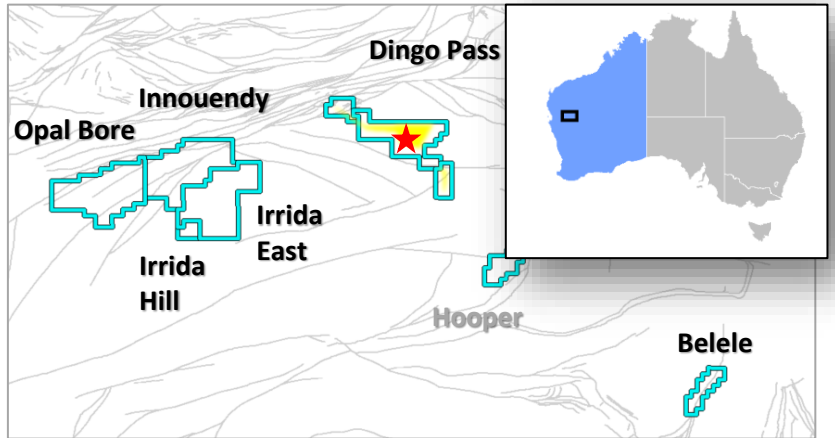 Dingo Pass
Innouendy
Opal Bore
Irrida
East
Irrida
Hill
Hooper
Belele